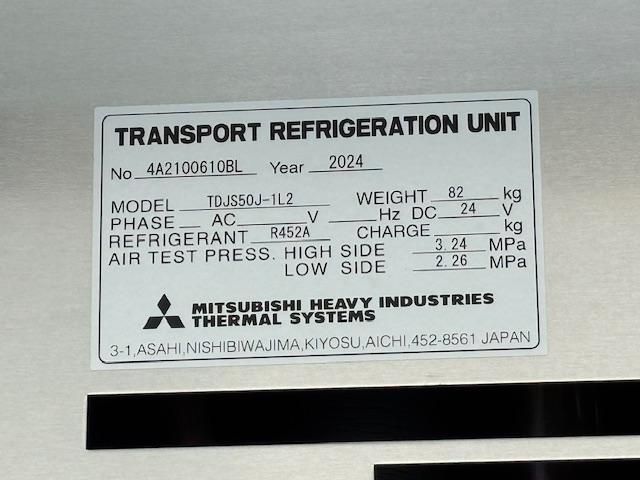 TRANSPORT REFRIGERATION UNIT
No 4A2100610BL Year 2024
MODEL TDJS50J-1L2 WEIGHT 82 kg
PHASE AC V Hz DC 24 V
REFRIGERANT R452A CHARGE kg
AIR TEST PRESS. HIGH SIDE 3.24 MPa
LOW SIDE 2.26 MPa
MITSUBISHI HEAVY INDUSTRIES
THERMAL SYSTEMS
3-1,ASAHI,NISHIBIWAJIMA,KIYOSU,AICHI,452-8561 JAPAN